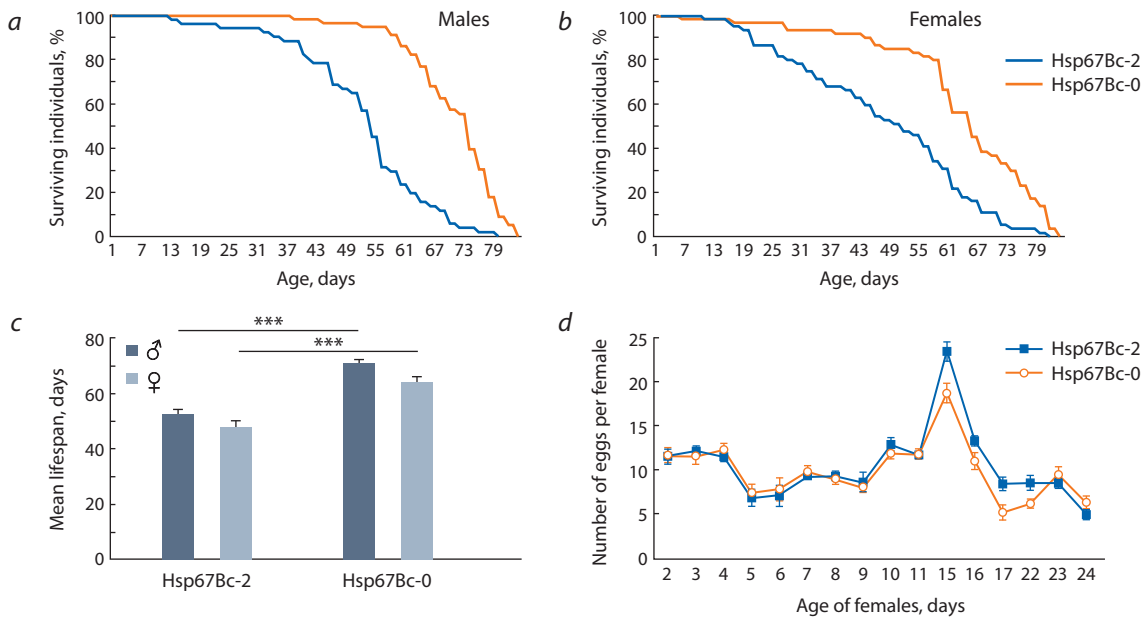 a
Males
Surviving individuals, %
100
80
60
40
20
0
1 7 13 19 25 31 37 43 49 55 61 67 73 79
Age, days
b
Females
Hsp67Bc-2
Hsp67Bc-0
Surviving individuals, %
100
80
60
40
20
0
1 7 13 19 25 31 37 43 49 55 61 67 73 79
Age, days
c
♂
♀
***
***
Mean lifespan, days
80
60
40
20
0
Hsp67Bc-2 Hsp67Bc-0
d
Hsp67Bc-2
Hsp67Bc-0
Number of eggs per female
25
20
15
10
5
0
2 3 4 5 6 7 8 9 10 11 15 16 17 22 23 24
Age of females, days